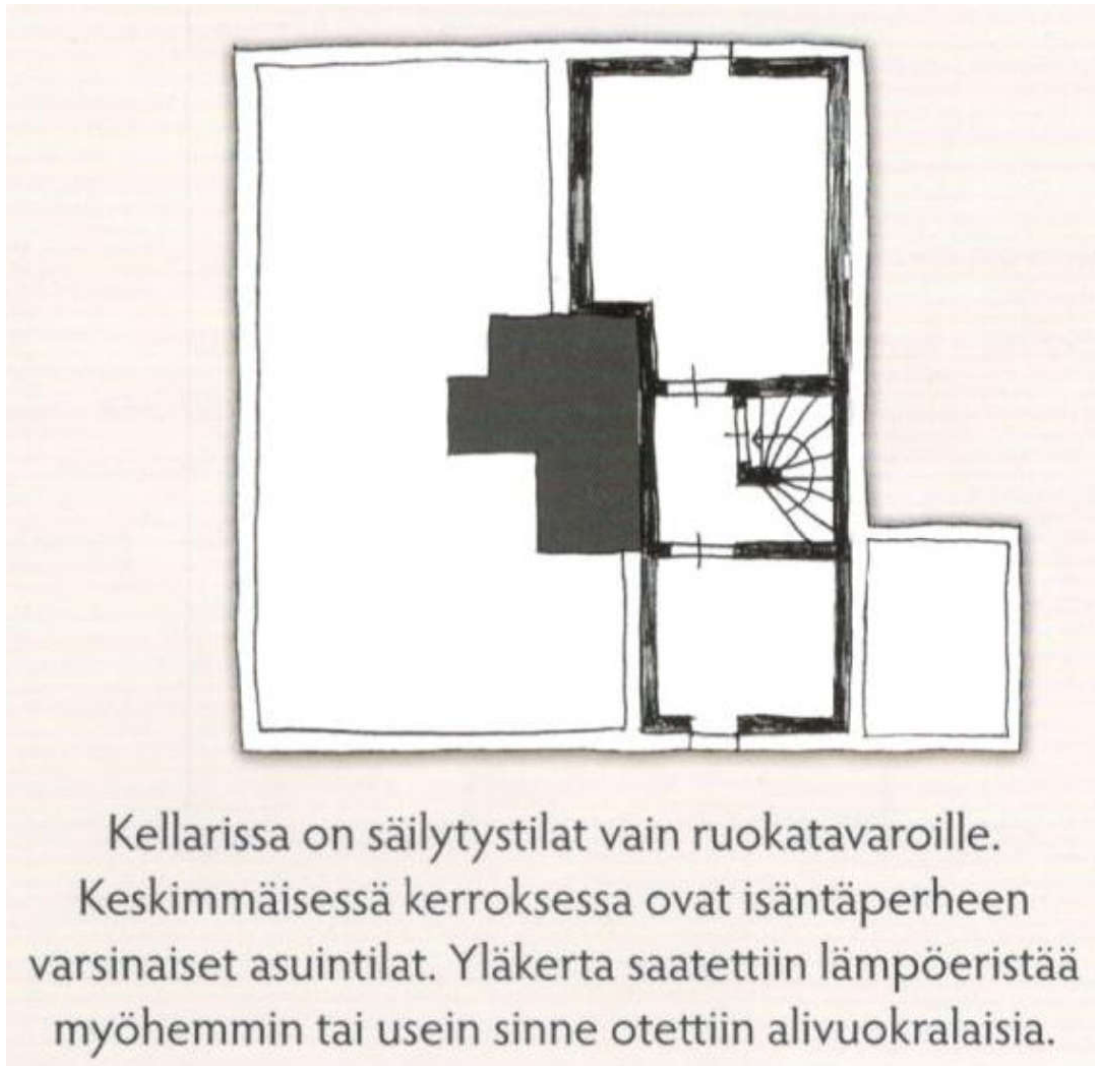 Kellarissa on säilytystilat vain ruokatavaroille.
Keskimmäisessä kerroksessa ovat isäntäperheen
varsinaiset asuintilat. Yläkerta saatettiin lämpöeristää
myöhemmin tai usein sinne otettiin alivuokralaisia.